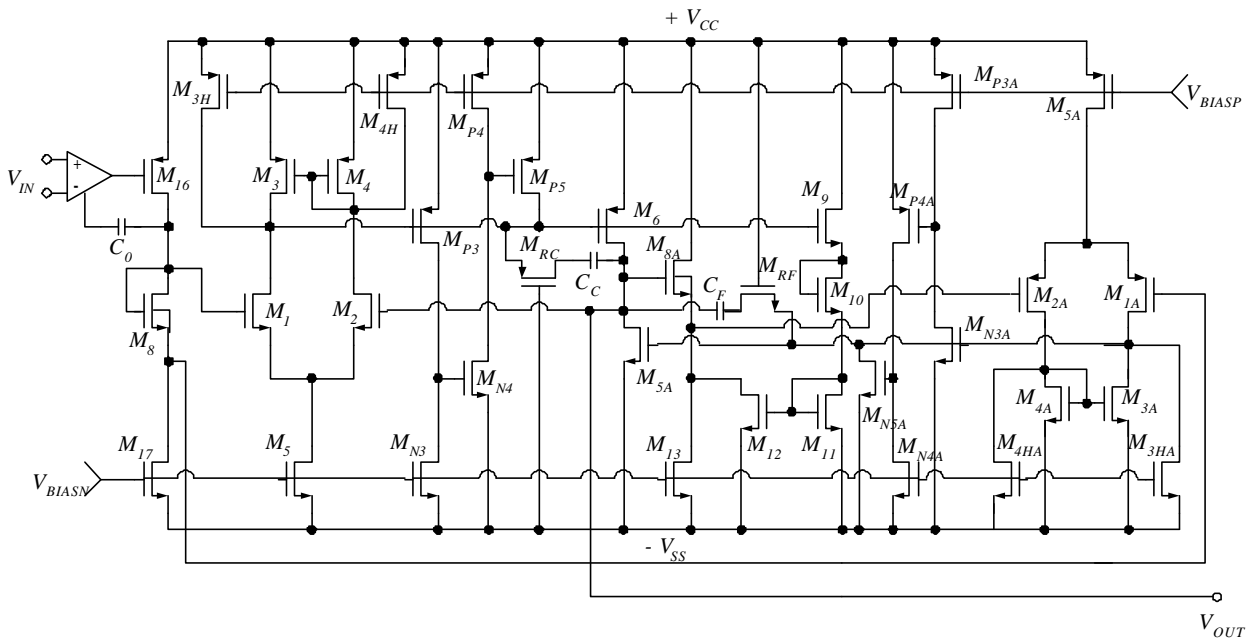 + V_CC
M_3H
M_4H
M_P4
M_P3A
M_5A
V_BIASP
V_IN
+
-
M_16
M_3
M_4
M_P5
M_9
M_P4A
C_0
M_P3
M_RC
M_6
M_8A
M_RF
C_C
C_F
M_10
M_2A
M_1A
M_8
M_1
M_2
M_N3A
M_5A
M_N4
M_N5A
M_4A
M_3A
M_17
M_5
M_N3
M_13
M_12
M_11
M_N4A
M_4HA
M_3HA
V_BIASN
- V_SS
V_OUT